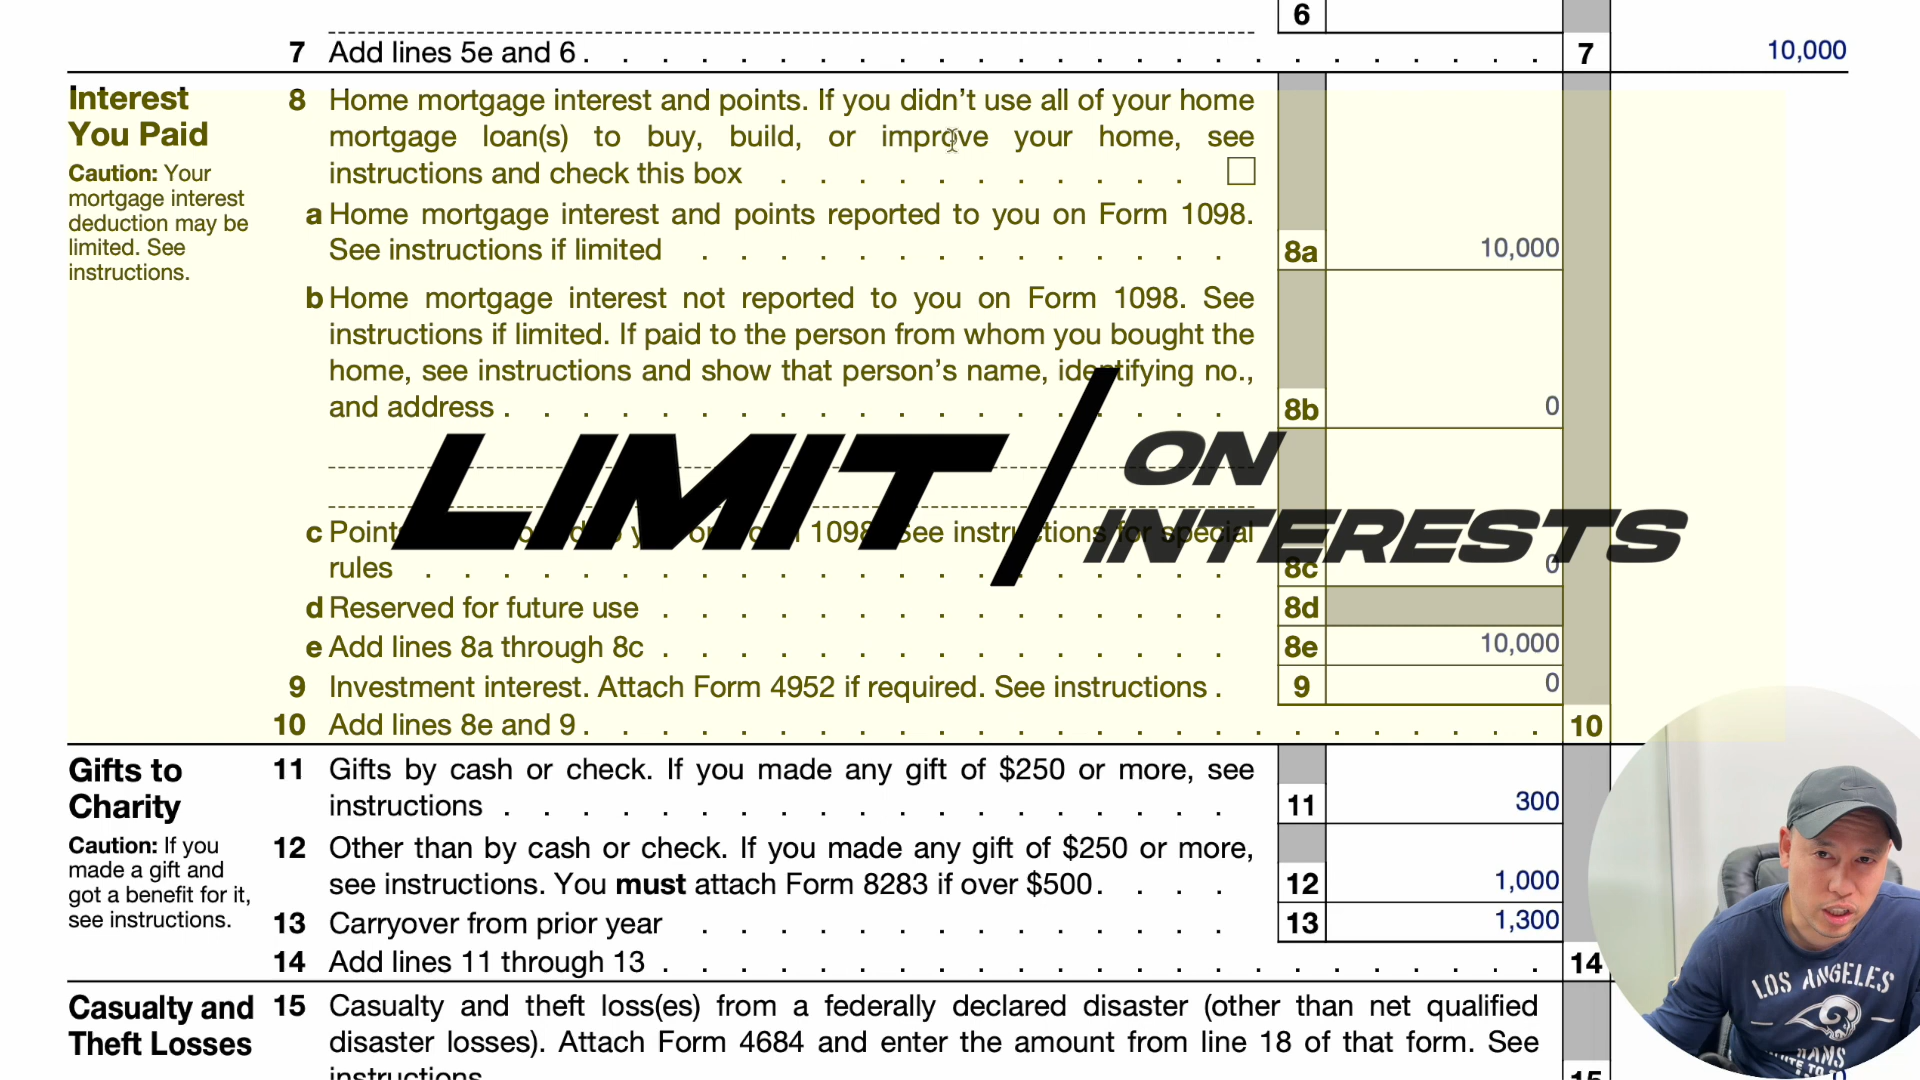 6
7 Add lines 5e and 6 . . . . . . . . . . . . . . . . . . . . . . . . . 7 10,000
Interest You Paid
Caution: Your mortgage interest deduction may be limited. See instructions.
8 Home mortgage interest and points. If you didn’t use all of your home
mortgage loan(s) to buy, build, or improve your home, see
instructions and check this box . . . . . . . . . . .
a Home mortgage interest and points reported to you on Form 1098.
See instructions if limited . . . . . . . . . . . . . . 8a 10,000
b Home mortgage interest not reported to you on Form 1098. See
instructions if limited. If paid to the person from whom you bought the
home, see instructions and show that person’s name, identifying no.,
and address . . . . . . . . . . . . . . . . . . . 8b 0
LIMIT / ON
INTERESTS
c Points 1098. See instructions for special
rules . . . . . . . . . . . . . . . . . . . . . 8c 0
d Reserved for future use . . . . . . . . . . . . . . . 8d
e Add lines 8a through 8c . . . . . . . . . . . . . . . 8e 10,000
9 Investment interest. Attach Form 4952 if required. See instructions . 9 0
10 Add lines 8e and 9 . . . . . . . . . . . . . . . . . . . . . . . . . 10
Gifts to Charity
Caution: If you made a gift and got a benefit for it, see instructions.
11 Gifts by cash or check. If you made any gift of $250 or more, see
instructions . . . . . . . . . . . . . . . . . . . 11 300
12 Other than by cash or check. If you made any gift of $250 or more,
see instructions. You must attach Form 8283 if over $500 . . . . 12 1,000
13 Carryover from prior year . . . . . . . . . . . . . . 13 1,300
14 Add lines 11 through 13 . . . . . . . . . . . . . . . . . . . . . . . 14
Casualty and Theft Losses
15 Casualty and theft loss(es) from a federally declared disaster (other than net qualified
disaster losses). Attach Form 4684 and enter the amount from line 18 of that form. See
instructions 15
LOS ANGELES
RAMS